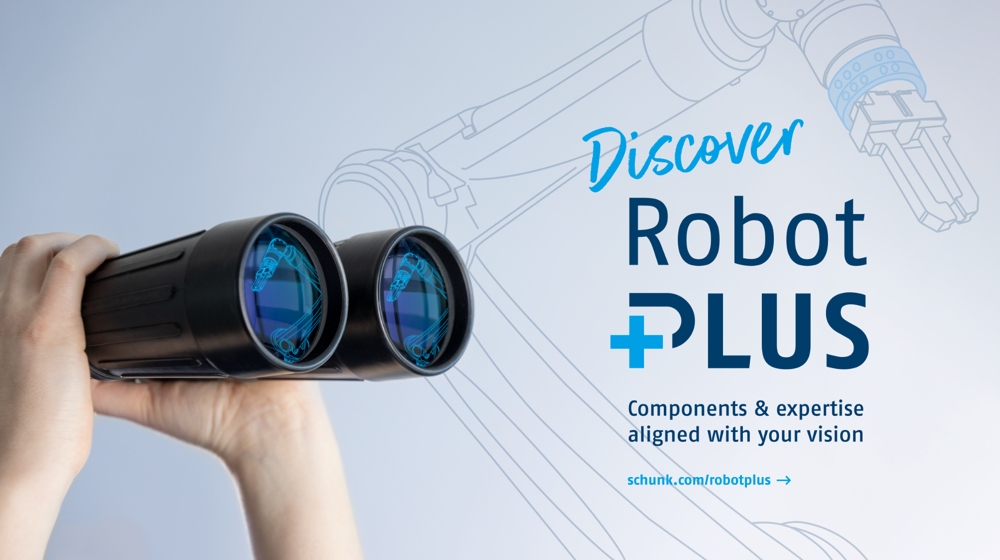 Discover
Robot
PLUS
Components & expertise
aligned with your vision
schunk.com/robotplus →